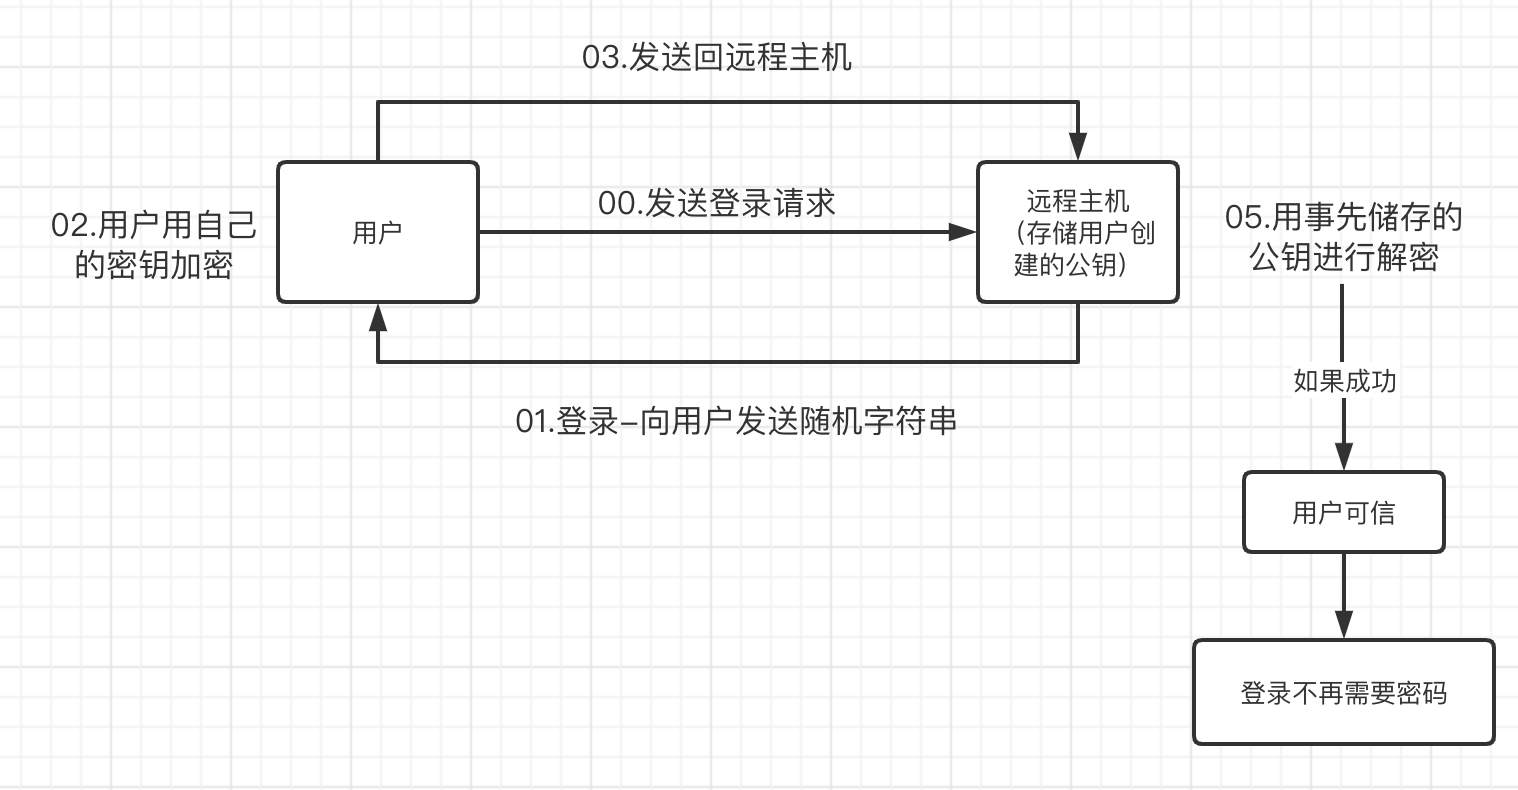 03.发送回远程主机
00.发送登录请求
02.用户用自己
的密钥加密
用户
远程主机
（存储用户创
建的公钥）
05.用事先储存的
公钥进行解密
如果成功
01.登录-向用户发送随机字符串
用户可信
登录不再需要密码